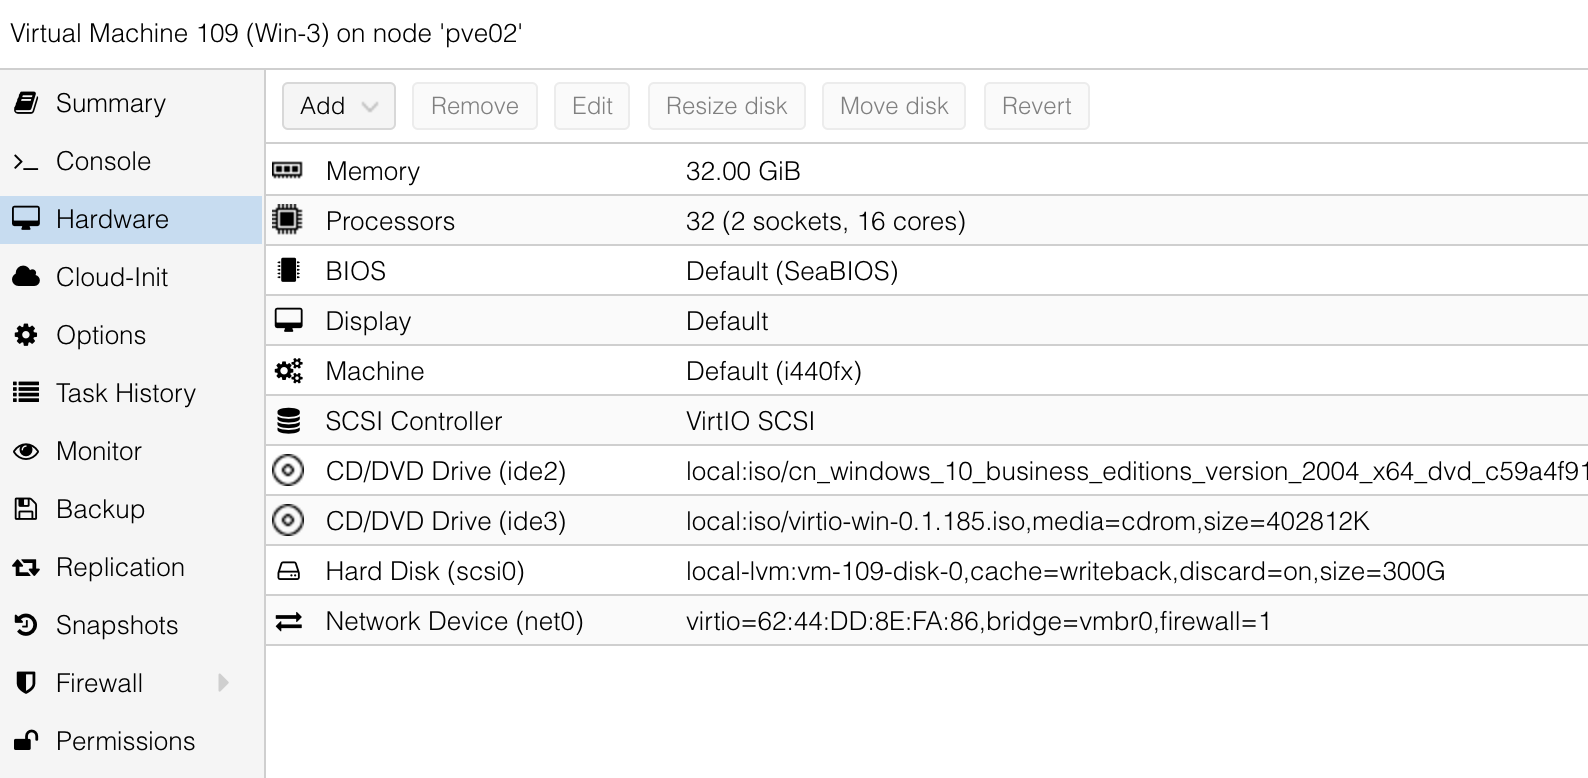 Virtual Machine 109 (Win-3) on node 'pve02'
Summary
Console
Hardware
Cloud-Init
Options
Task History
Monitor
Backup
Replication
Snapshots
Firewall
Permissions
Add Remove Edit Resize disk Move disk Revert
Memory 32.00 GiB
Processors 32 (2 sockets, 16 cores)
BIOS Default (SeaBIOS)
Display Default
Machine Default (i440fx)
SCSI Controller VirtIO SCSI
CD/DVD Drive (ide2) local:iso/cn_windows_10_business_editions_version_2004_x64_dvd_c59a4f91
CD/DVD Drive (ide3) local:iso/virtio-win-0.1.185.iso,media=cdrom,size=402812K
Hard Disk (scsi0) local-lvm:vm-109-disk-0,cache=writeback,discard=on,size=300G
Network Device (net0) virtio=62:44:DD:8E:FA:86,bridge=vmbr0,firewall=1